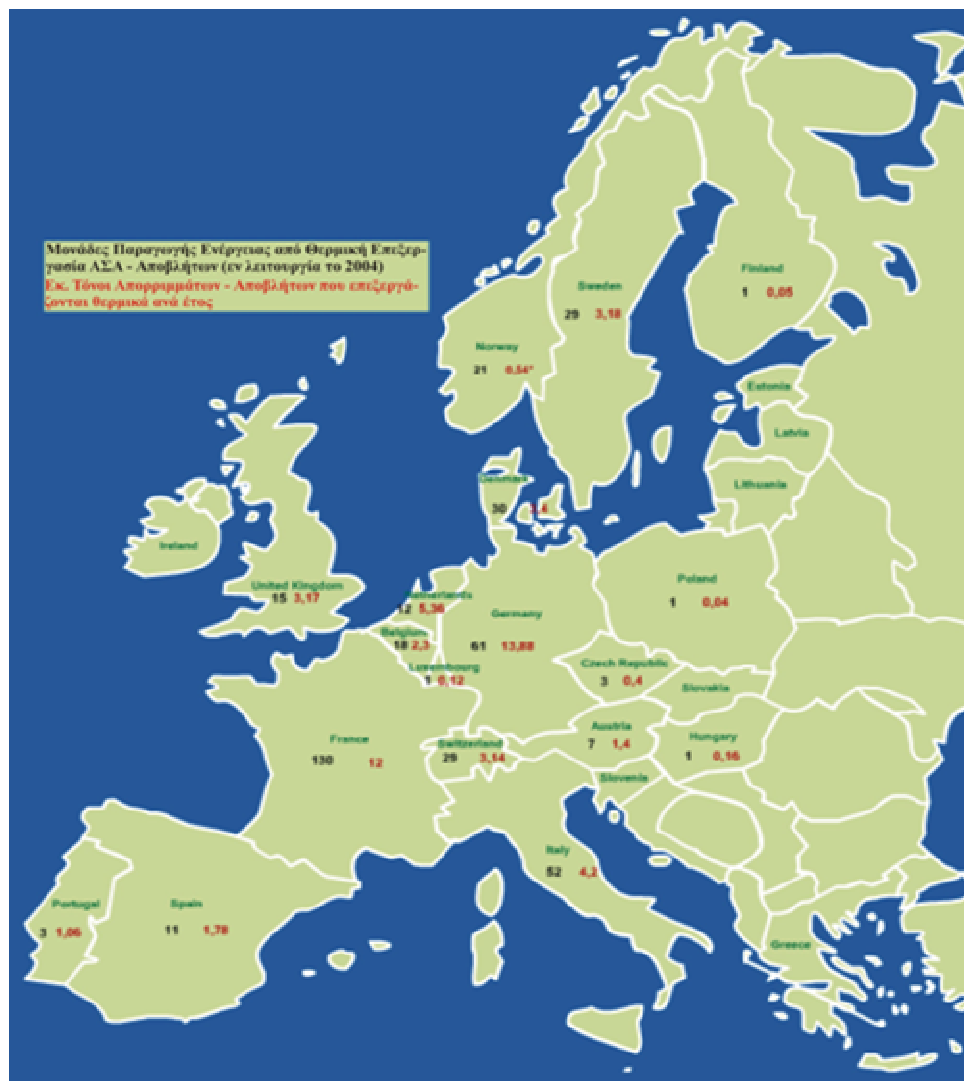 Μονάδες Παραγωγής Ενέργειας από Θερμική Επεξερ-
γασία ΑΣΑ - Αποβλήτων (εν λειτουργία το 2004)
Εκ. Τόνοι Απορριμμάτων - Αποβλήτων που επεξεργά-
ζονται θερμικά ανά έτος
Finland
1 0,05
Sweden
29 3,18
Norway
21 0,54*
Estonia
Latvia
Lithuania
Denmark
30
Ireland
United Kingdom
15 3,17
Netherlands
12 5,36
Poland
1 0,04
Germany
61 13,88
Belgium
18 2,3
Luxembourg
1 0,12
Czech Republic
3 0,4
Slovakia
France
130 12
Switzerland
29 3,14
Austria
7 1,4
Hungary
1 0,16
Slovenia
Italy
52 4,2
Portugal
3 1,06
Spain
11 1,78
Greece